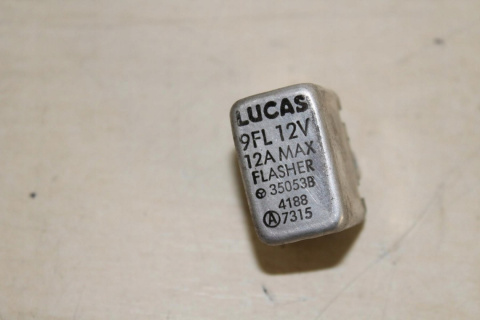 LUCAS
9FL 12V
12A MAX
FLASHER
35053B
4188
A 7315